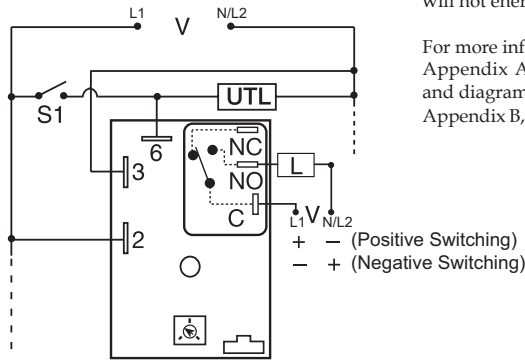 L1 V N/L2
will not ener
For more inf
Appendix A
and diagram
Appendix B,
S1 UTL
6
3
NC
NO
L
C
2
L1 V N/L2
+ – (Positive Switching)
– + (Negative Switching)